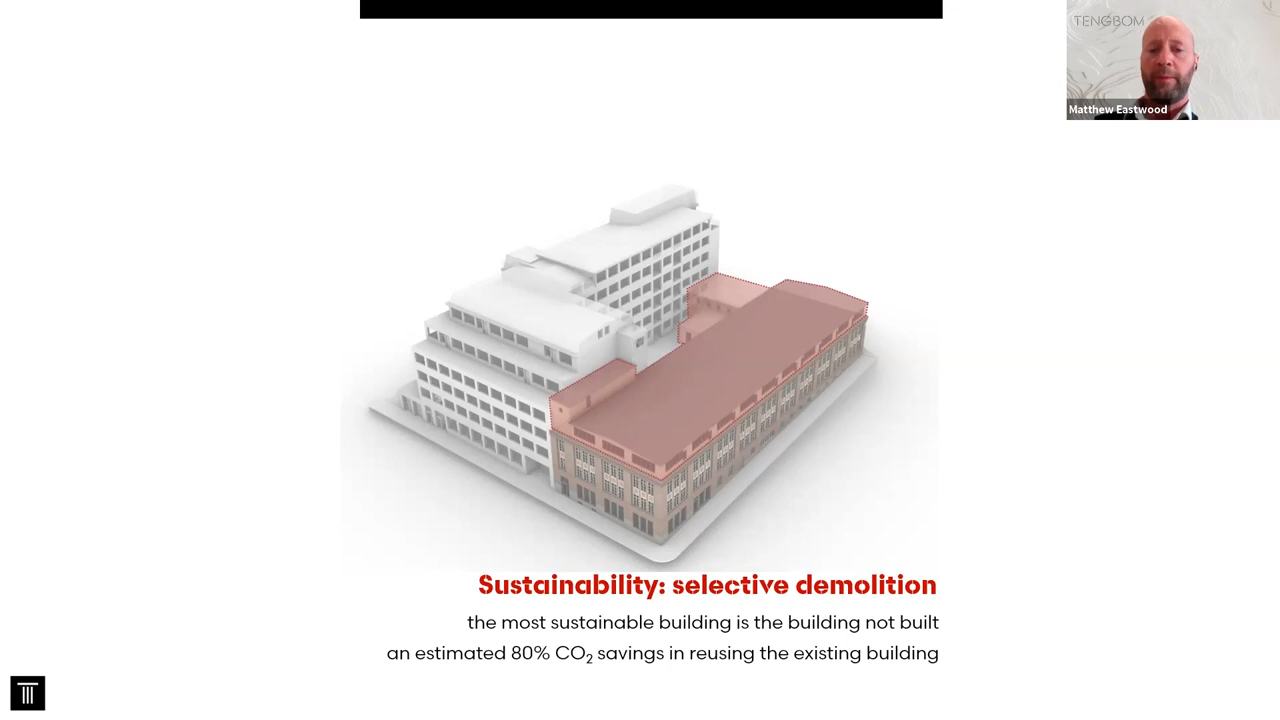 TENGBOM
Matthew Eastwood
Sustainability: selective demolition
the most sustainable building is the building not built
an estimated 80% CO₂ savings in reusing the existing building